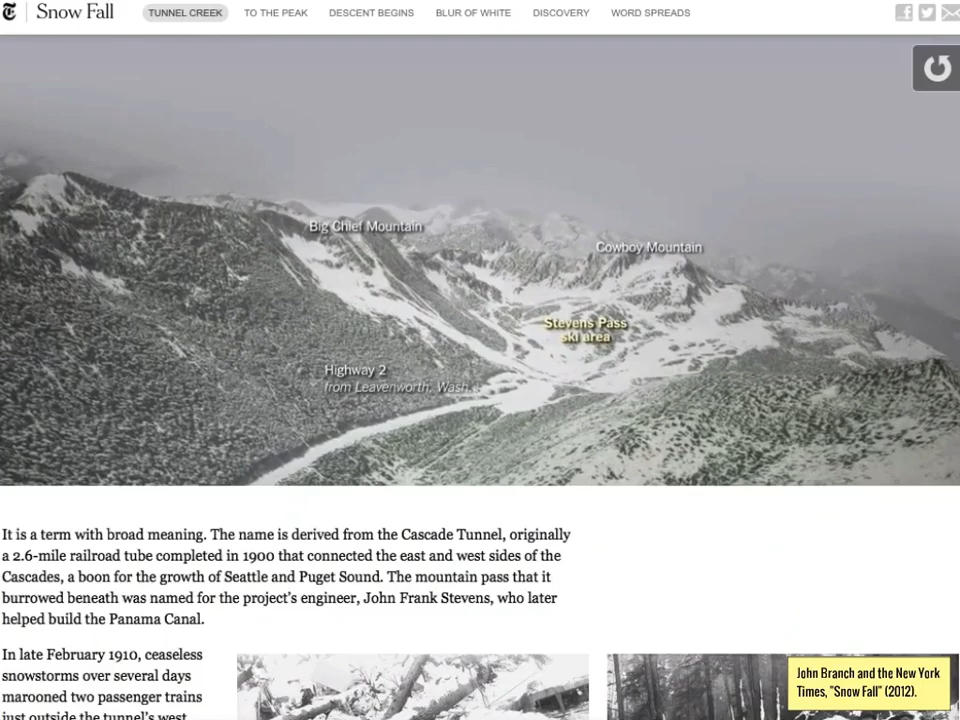 Snow Fall
TUNNEL CREEK
TO THE PEAK
DESCENT BEGINS
BLUR OF WHITE
DISCOVERY
WORD SPREADS
Big Chief Mountain
Cowboy Mountain
Stevens Pass
ski area
Highway 2
from Leavenworth, Wash.
It is a term with broad meaning. The name is derived from the Cascade Tunnel, originally
a 2.6-mile railroad tube completed in 1900 that connected the east and west sides of the
Cascades, a boon for the growth of Seattle and Puget Sound. The mountain pass that it
burrowed beneath was named for the project's engineer, John Frank Stevens, who later
helped build the Panama Canal.
In late February 1910, ceaseless
snowstorms over several days
marooned two passenger trains
just outside the tunnel's west
John Branch and the New York
Times, "Snow Fall" (2012).